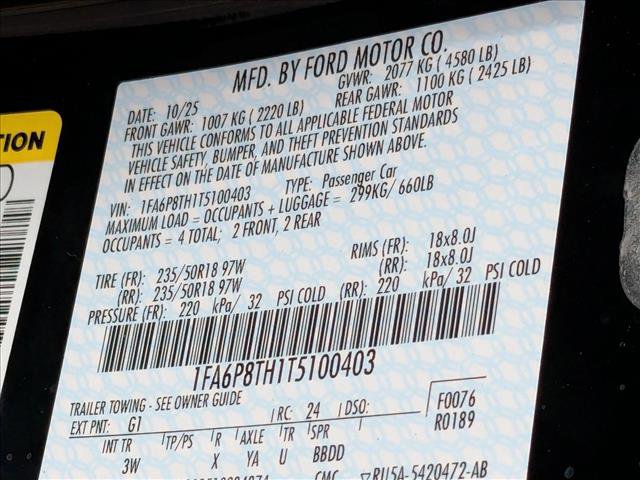 TION
MFD. BY FORD MOTOR CO.
DATE: 10/25 GVWR: 2077 KG ( 4580 LB)
FRONT GAWR: 1007 KG ( 2220 LB) REAR GAWR: 1100 KG ( 2425 LB)
THIS VEHICLE CONFORMS TO ALL APPLICABLE FEDERAL MOTOR
VEHICLE SAFETY, BUMPER, AND THEFT PREVENTION STANDARDS
IN EFFECT ON THE DATE OF MANUFACTURE SHOWN ABOVE.
VIN: 1FA6P8TH1T5100403 TYPE: Passenger Car
MAXIMUM LOAD = OCCUPANTS + LUGGAGE = 299KG/ 660LB
OCCUPANTS = 4 TOTAL; 2 FRONT, 2 REAR
TIRE (FR): 235/50R18 97W RIMS (FR): 18x8.0J
(RR): 235/50R18 97W (RR): 18x8.0J
PRESSURE (FR): 220 kPa/ 32 PSI COLD (RR): 220 kPa/ 32 PSI COLD
1FA6P8TH1T5100403
TRAILER TOWING - SEE OWNER GUIDE
EXT PNT: G1 RC: 24 DSO: F0076
R0189
INT TR TP/PS R AXLE TR SPR
3W X YA U BBDD
CMC ▽RU5A-5420472-AB